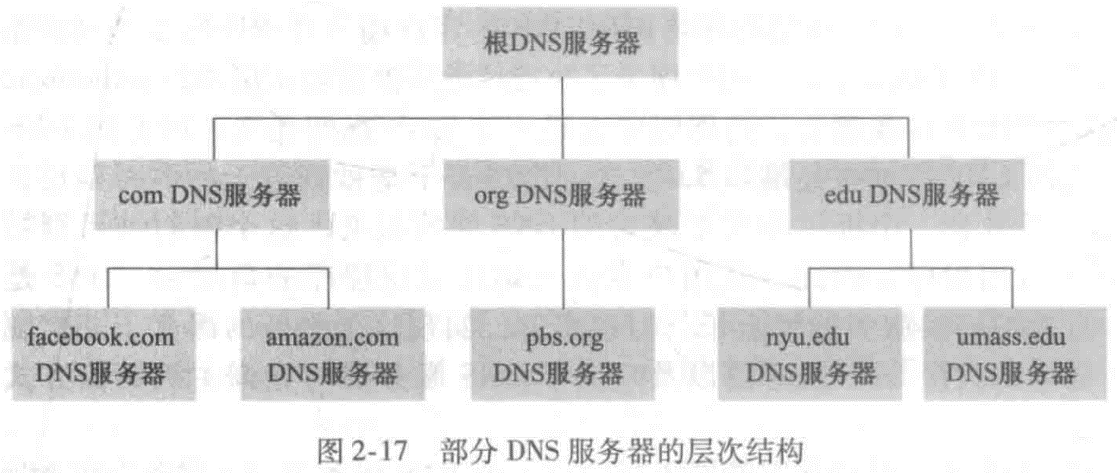 根DNS服务器
com DNS服务器
org DNS服务器
edu DNS服务器
facebook.com
DNS服务器
amazon.com
DNS服务器
pbs.org
DNS服务器
nyu.edu
DNS服务器
umass.edu
DNS服务器
图 2-17 部分 DNS 服务器的层次结构